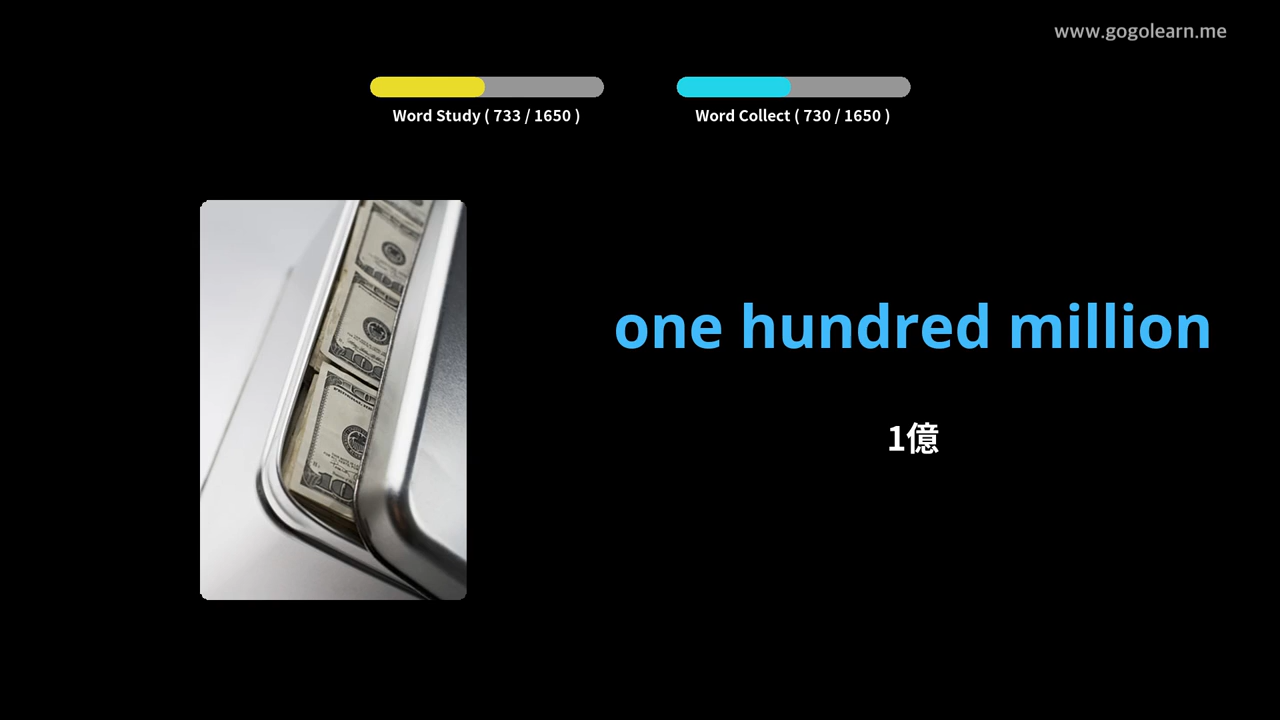 www.gogolearn.me
Word Study ( 733 / 1650 )
Word Collect ( 730 / 1650 )
one hundred million
1億